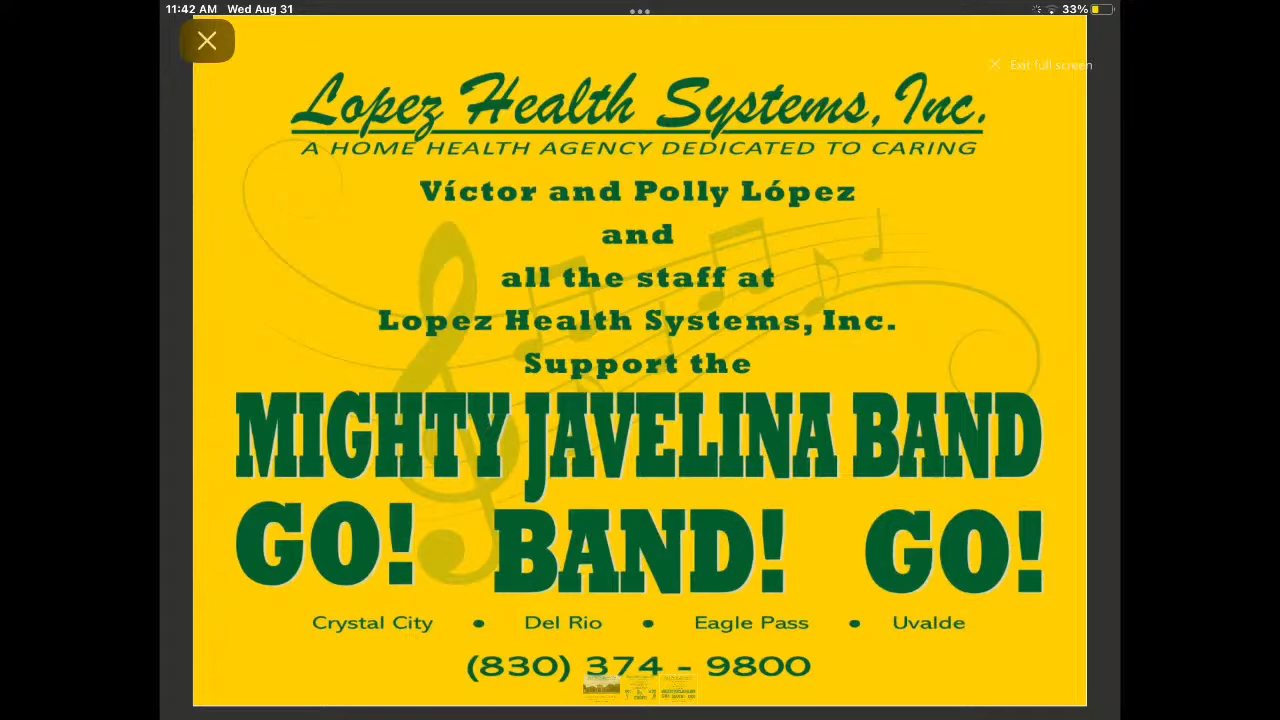 11:42 AM Wed Aug 31
33%
Exit full screen
Lopez Health Systems, Inc.
A HOME HEALTH AGENCY DEDICATED TO CARING
Víctor and Polly López
and
all the staff at
Lopez Health Systems, Inc.
Support the
MIGHTY JAVELINA BAND
GO! BAND! GO!
Crystal City • Del Rio • Eagle Pass • Uvalde
(830) 374 - 9800